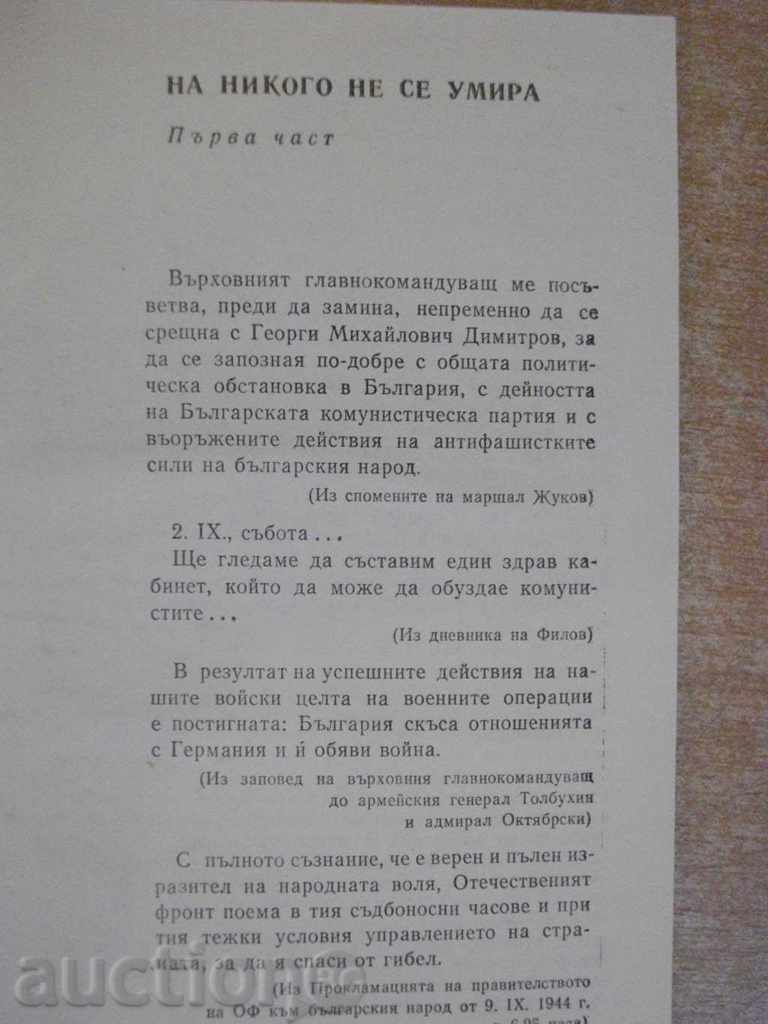 НА НИКОГО НЕ СЕ УМИРА
Първа част
Върховният главнокомандуващ ме посъ-
ветва, преди да замина, непременно да се
срещна с Георги Михайлович Димитров, за
да се запозная по-добре с общата полити-
ческа обстановка в България, с дейността
на Българската комунистическа партия и с
въоръжените действия на антифашистките
сили на българския народ.
(Из спомените на маршал Жуков)
2. IX., събота...
Ще гледаме да съставим един здрав ка-
бинет, който да може да обуздае комуни-
стите...
(Из дневника на Филов)
В резултат на успешните действия на на-
шите войски целта на военните операции
е постигната: България скъса отношенията
с Германия и ѝ обяви война.
(Из заповед на върховния главнокомандуващ
до армейския генерал Толбухин
и адмирал Октябрски)
С пълното съзнание, че е верен и пълен из-
разител на народната воля, Отечественият
фронт поема в тия съдбоносни часове и при
тия тежки условия управлението на стра-
ната, за да я спаси от гибел.
(Из Прокламацията на правителството
на ОФ към българския народ от 9. IX. 1944 г.
6,25 часа)
auction